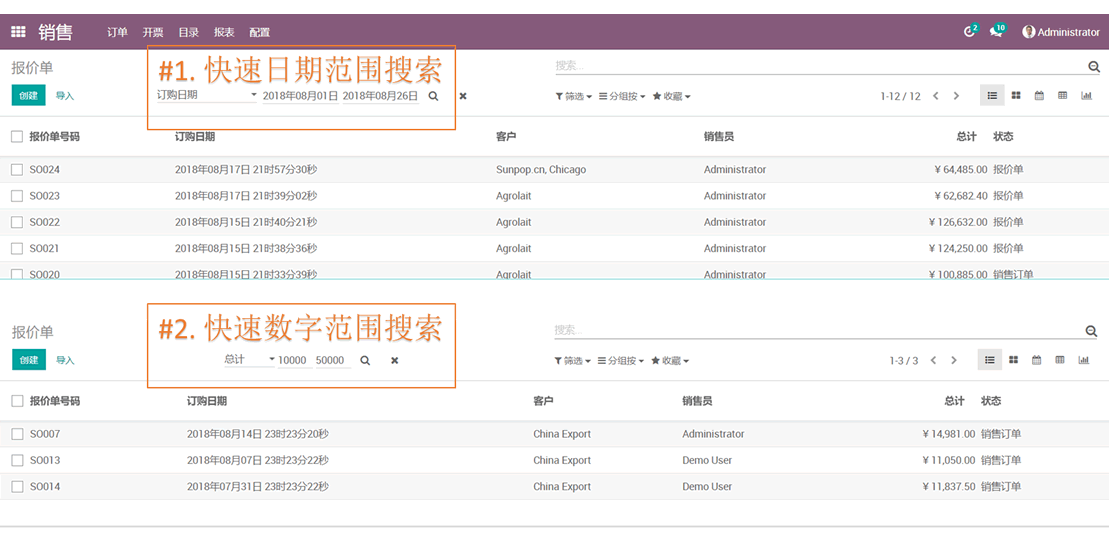 销售 订单 开票 目录 报表 配置 2 10 Administrator
#1. 快速日期范围搜索
报价单 搜索...
创建 导入 订购日期 2018年08月01日 2018年08月26日 筛选 分组按 收藏 1-12 / 12
报价单号码 订购日期 客户 销售员 总计 状态
SO024 2018年08月17日 21时57分30秒 Sunpop.cn, Chicago Administrator ¥ 64,485.00 报价单
SO023 2018年08月17日 21时39分02秒 Agrolait Administrator ¥ 62,682.40 报价单
SO022 2018年08月15日 21时40分21秒 Agrolait Administrator ¥ 126,632.00 报价单
SO021 2018年08月15日 21时38分36秒 Agrolait Administrator ¥ 124,250.00 报价单
SO020 2018年08月15日 21时33分39秒 Agrolait Administrator ¥ 100,885.00 销售订单
#2. 快速数字范围搜索
报价单 搜索...
创建 导入 总计 10000 50000 筛选 分组按 收藏 1-3 / 3
报价单号码 订购日期 客户 销售员 总计 状态
SO007 2018年08月14日 23时23分20秒 China Export Administrator ¥ 14,981.00 销售订单
SO013 2018年08月07日 23时23分22秒 China Export Demo User ¥ 11,050.00 销售订单
SO014 2018年07月31日 23时23分22秒 China Export Demo User ¥ 11,837.50 销售订单